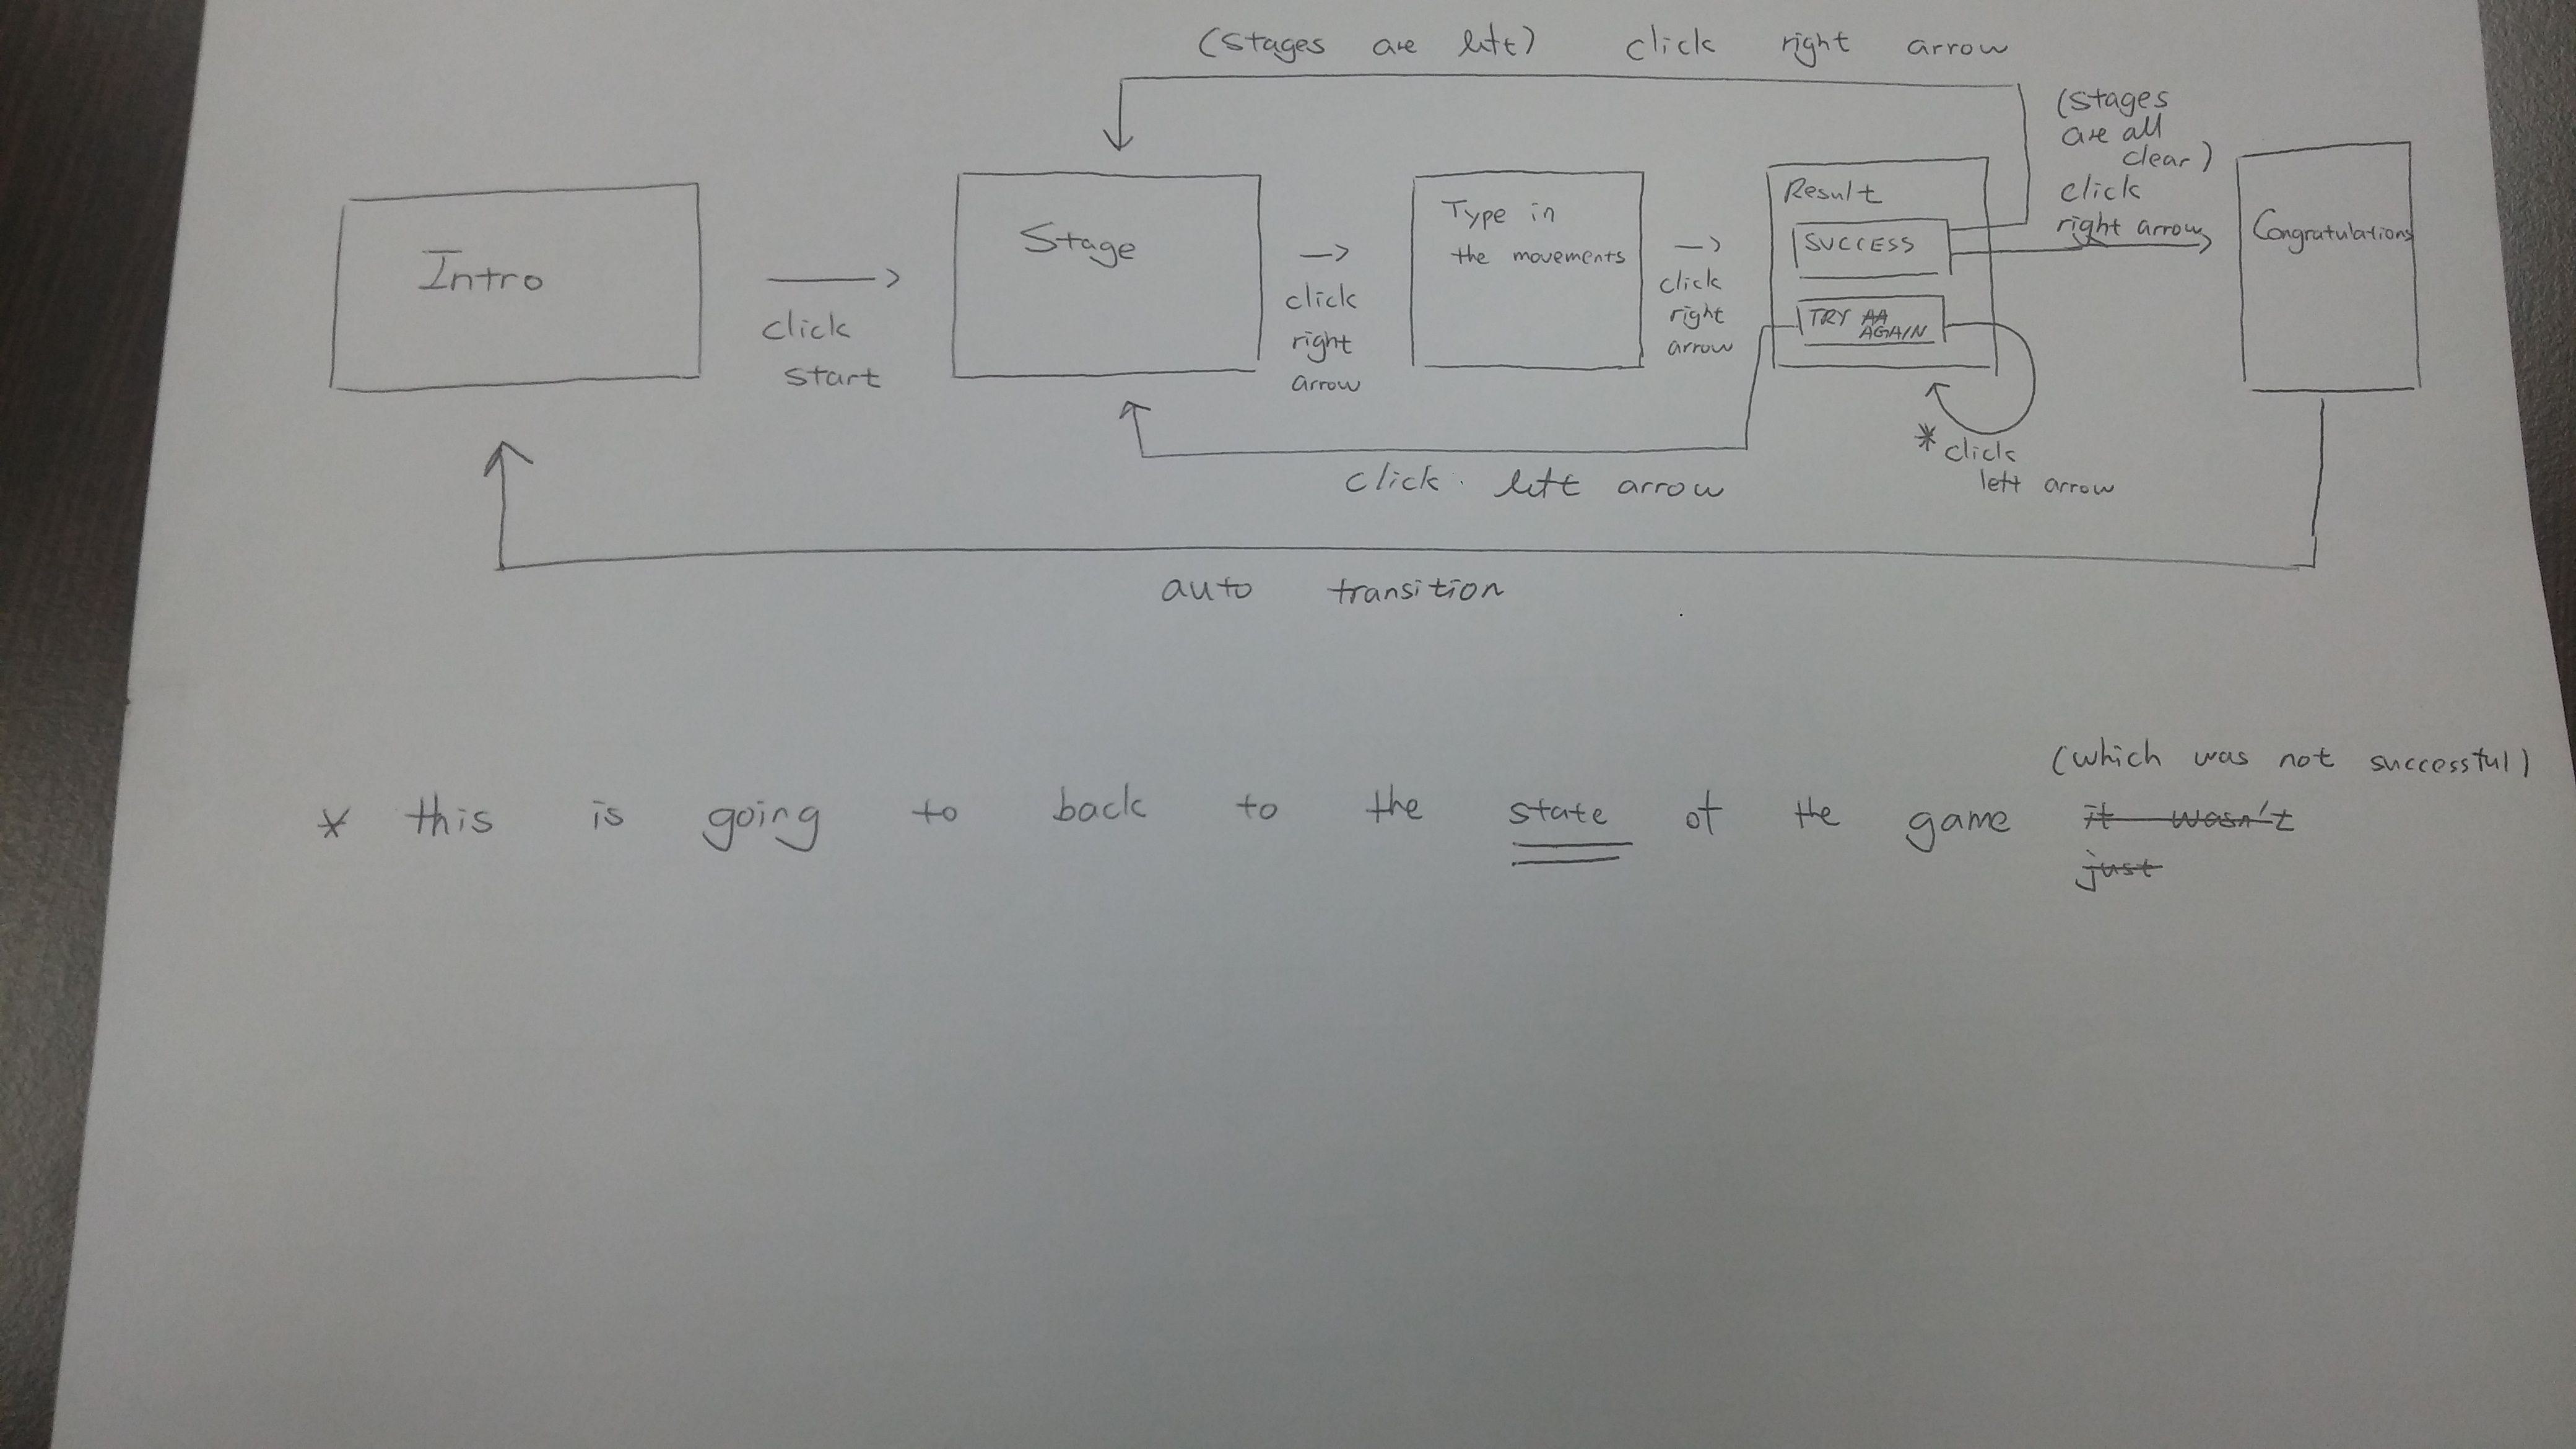 (stages are left) click right arrow
(stages
are all
clear)
click
right arrow
Intro
click
start
Stage
click
right
arrow
Type in
the movements
click
right
arrow
Result
SUCCESS
TRY AA
AGAIN
Congratulations
* click
left arrow
click left arrow
auto transition
(which was not successful)
* this is going to back to the state of the game it wasn't
just